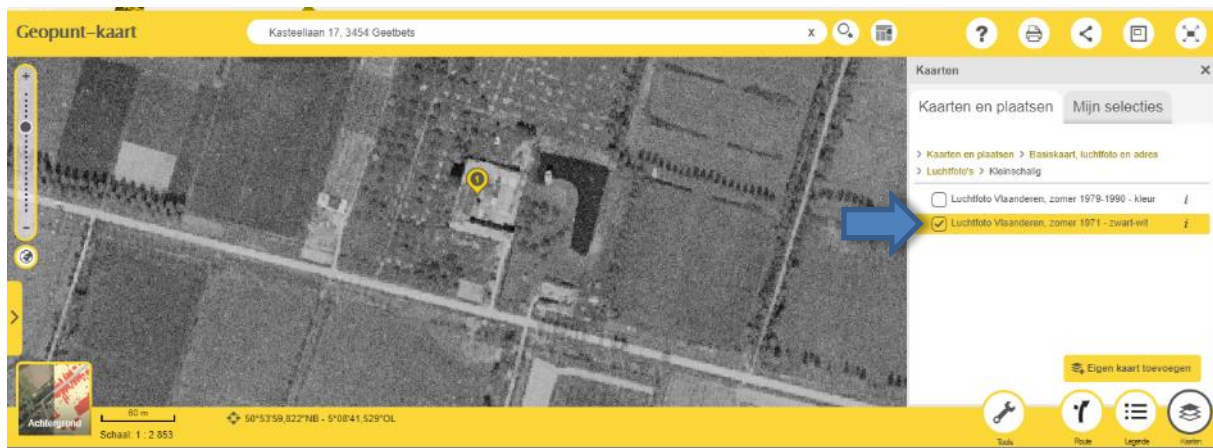 Geopunt-kaart
Kasteellaan 17, 3454 Geetbets
x
?
Kaarten
×
Kaarten en plaatsen
Mijn selecties
> Kaarten en plaatsen > Basiskaart, luchtfoto en adres
> Luchtfoto's > Kleinschalig
Luchtfoto Vlaanderen, zomer 1979-1990 - kleur
i
Luchtfoto Vlaanderen, zomer 1971 - zwart-wit
i
+
1
-
>
Eigen kaart toevoegen
Achtergrond
60 m
Schaal: 1 : 2 853
50°53'59,822"NB - 5°08'41,529"OL
Tools
Route
Legende
Kaarten